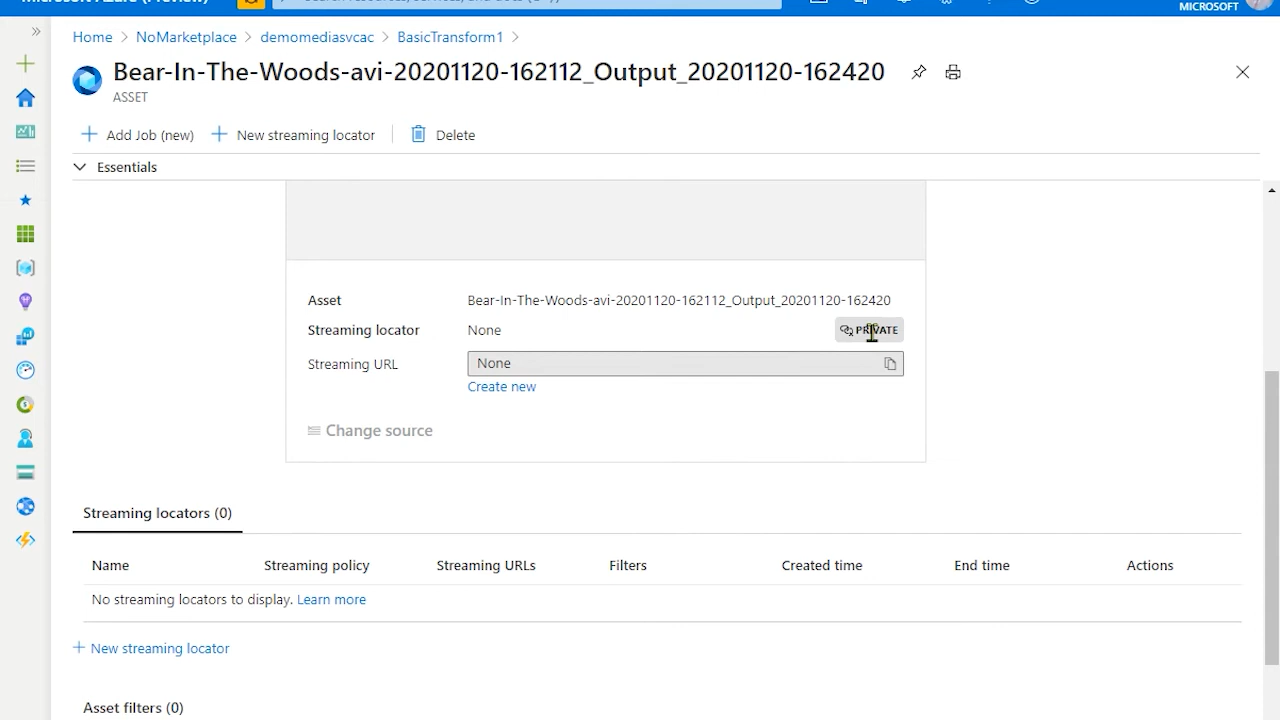 Microsoft Azure (Preview)
MICROSOFT
Home > NoMarketplace > demomediasvcac > BasicTransform1 >
Bear-In-The-Woods-avi-20201120-162112_Output_20201120-162420
ASSET
Add Job (new) New streaming locator Delete
Essentials
Asset Bear-In-The-Woods-avi-20201120-162112_Output_20201120-162420
Streaming locator None PRIVATE
Streaming URL None
Create new
Change source
Streaming locators (0)
Name Streaming policy Streaming URLs Filters Created time End time Actions
No streaming locators to display. Learn more
+ New streaming locator
Asset filters (0)